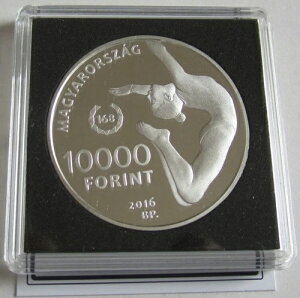 MAGYARORSZÁG
168
10000
FORINT
2016
BP.